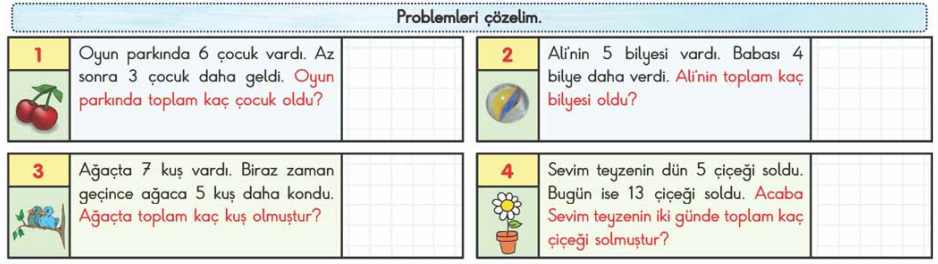 Problemleri çözelim.
1
Oyun parkında 6 çocuk vardı. Az
sonra 3 çocuk daha geldi. Oyun
parkında toplam kaç çocuk oldu?
2
Ali'nin 5 bilyesi vardı. Babası 4
bilye daha verdi. Ali'nin toplam kaç
bilyesi oldu?
3
Ağaçta 7 kuş vardı. Biraz zaman
geçince ağaca 5 kuş daha kondu.
Ağaçta toplam kaç kuş olmuştur?
4
Sevim teyzenin dün 5 çiçeği soldu.
Bugün ise 13 çiçeği soldu. Acaba
Sevim teyzenin iki günde toplam kaç
çiçeği solmuştur?